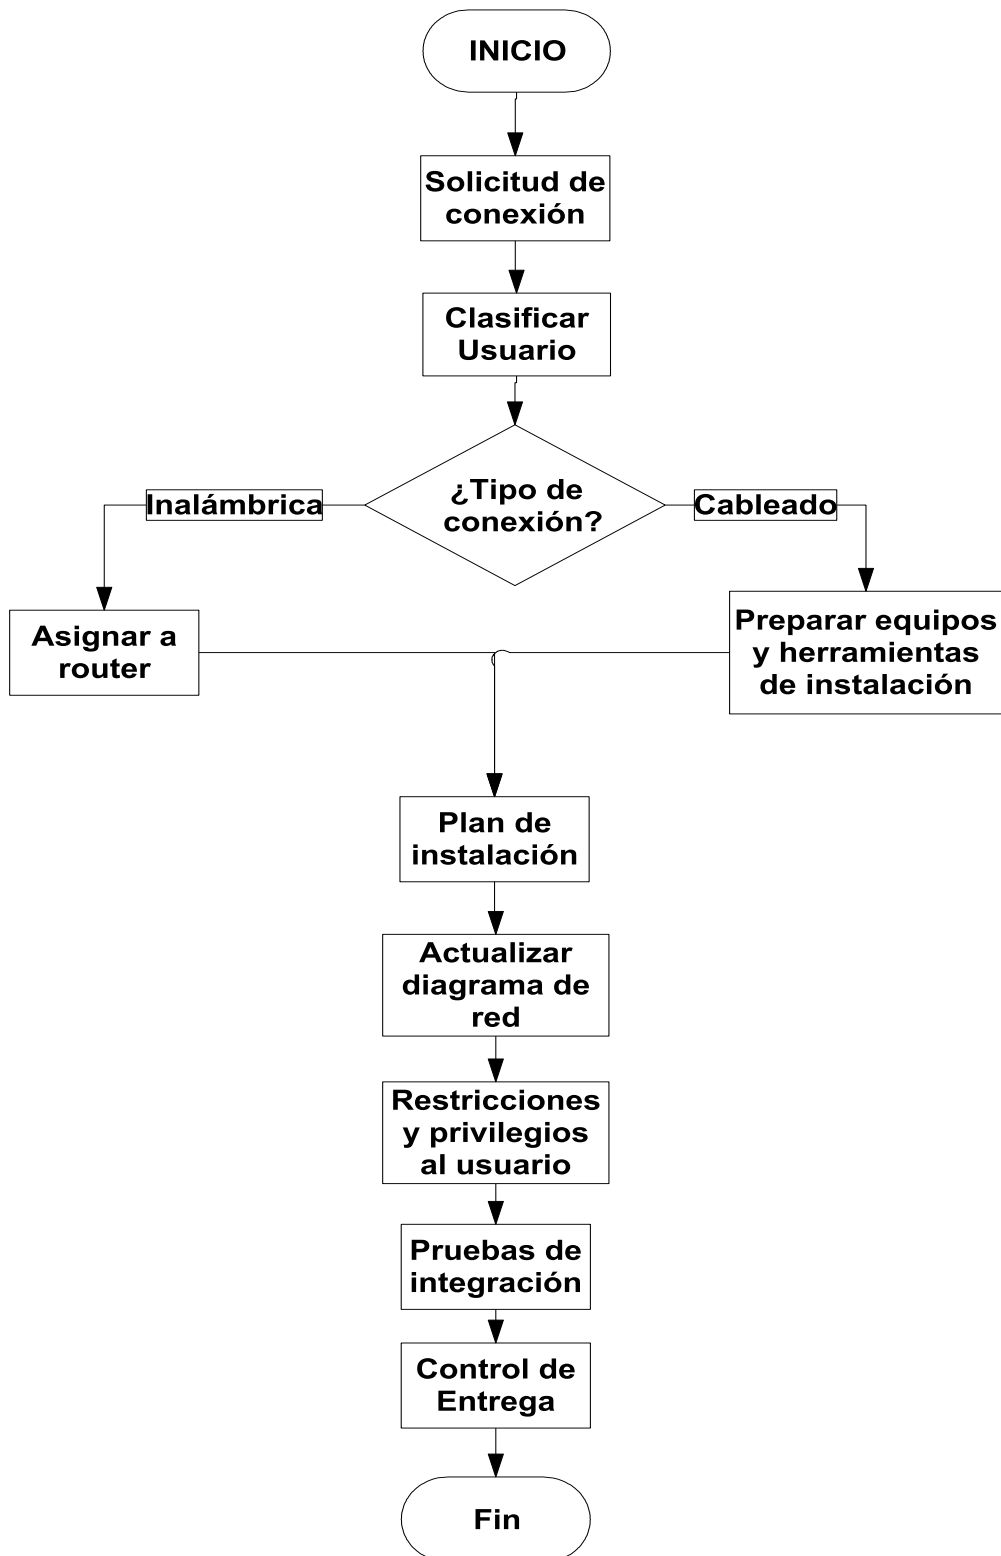 INICIO
Solicitud de
conexión
Clasificar
Usuario
¿Tipo de
conexión?
Inalámbrica
Cableado
Asignar a
router
Preparar equipos
y herramientas
de instalación
Plan de
instalación
Actualizar
diagrama de
red
Restricciones
y privilegios
al usuario
Pruebas de
integración
Control de
Entrega
Fin